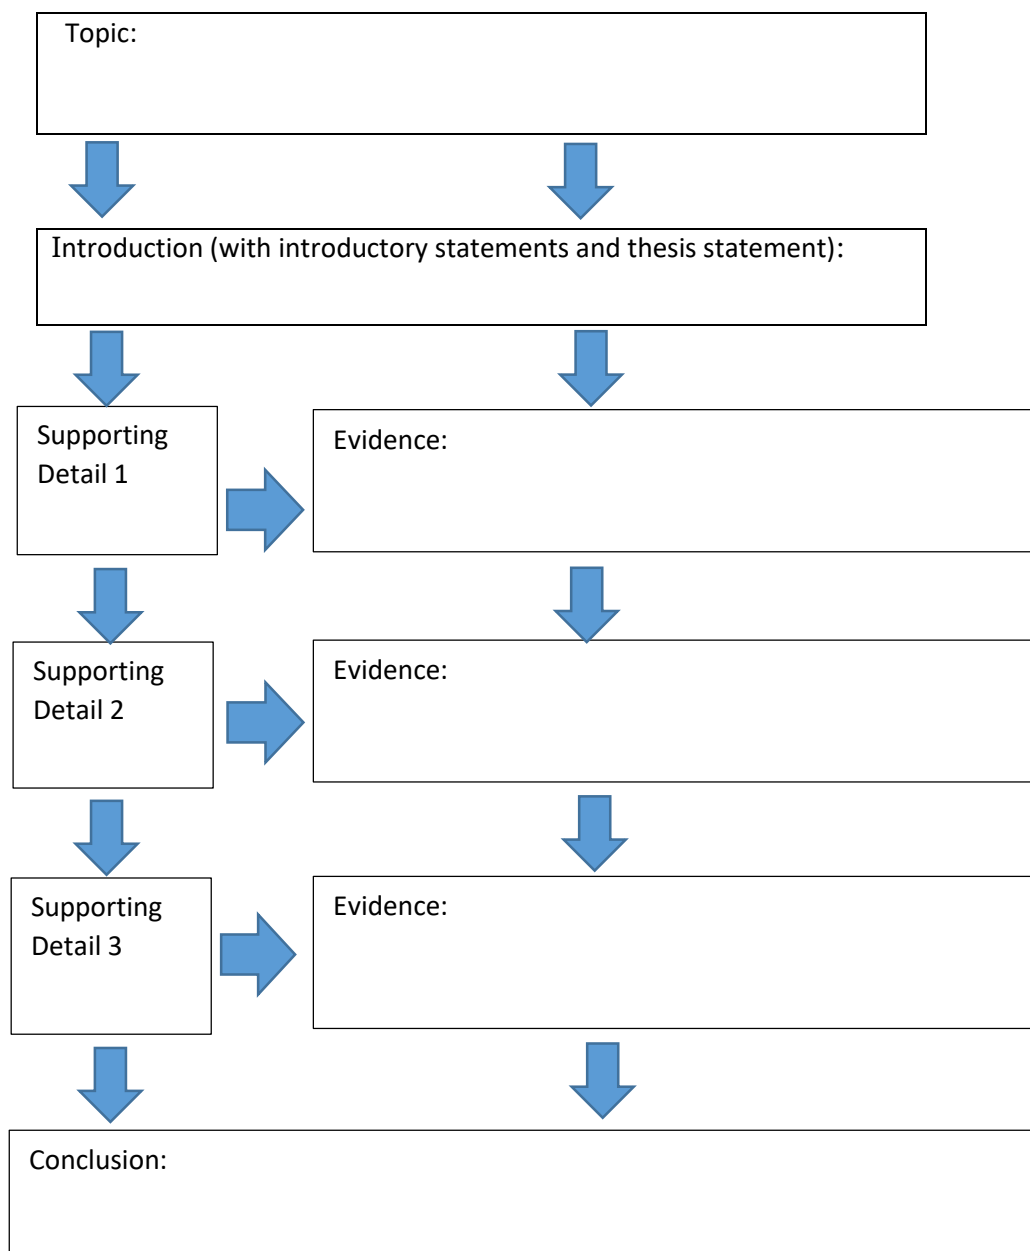 Topic:
Introduction (with introductory statements and thesis statement):
Supporting
Detail 1
Evidence:
Supporting
Detail 2
Evidence:
Supporting
Detail 3
Evidence:
Conclusion: